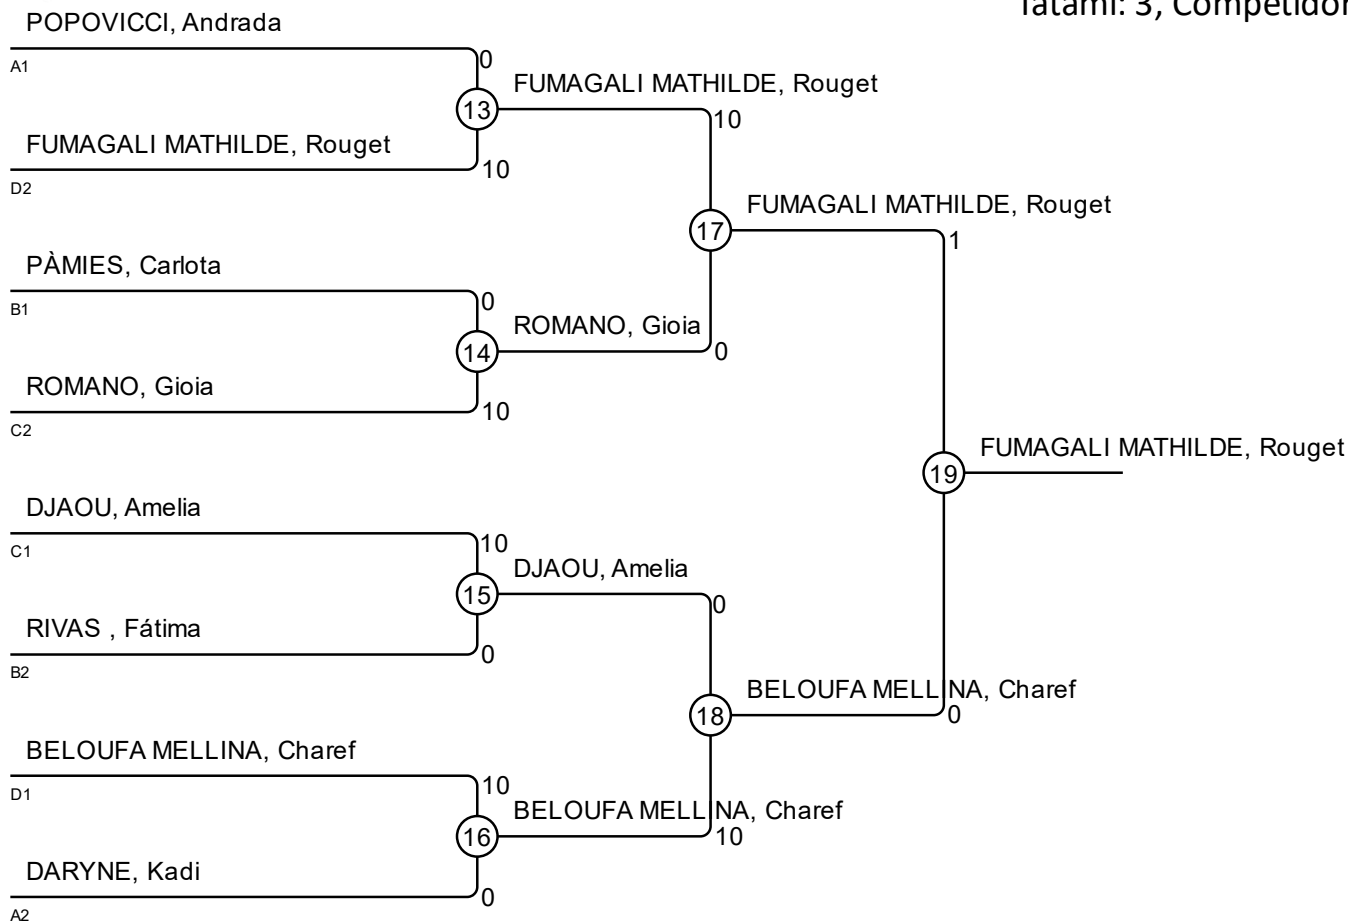 Tatami: 3, Competidor
POPOVICCI, Andrada
A1
0
13
FUMAGALI MATHILDE, Rouget
10
FUMAGALI MATHILDE, Rouget
D2
10
17
FUMAGALI MATHILDE, Rouget
1
PÀMIES, Carlota
B1
0
14
ROMANO, Gioia
0
ROMANO, Gioia
C2
10
19
FUMAGALI MATHILDE, Rouget
DJAOU, Amelia
C1
10
15
DJAOU, Amelia
0
RIVAS , Fátima
B2
0
18
BELOUFA MELLINA, Charef
0
BELOUFA MELLINA, Charef
D1
10
16
BELOUFA MELLINA, Charef
10
DARYNE, Kadi
A2
0